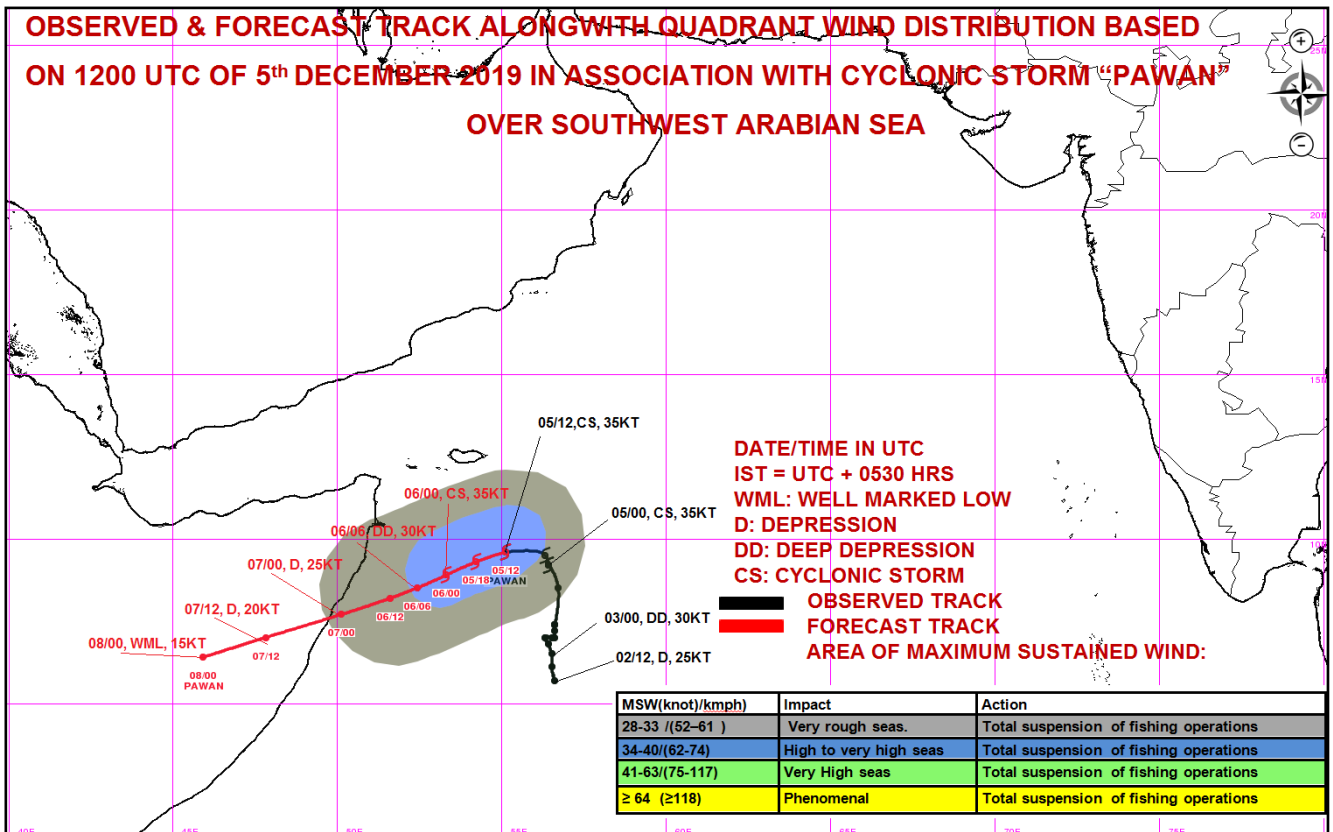 OBSERVED & FORECAST TRACK ALONGWITH QUADRANT WIND DISTRIBUTION BASED
ON 1200 UTC OF 5th DECEMBER 2019 IN ASSOCIATION WITH CYCLONIC STORM “PAWAN”
OVER SOUTHWEST ARABIAN SEA
25N
20N
15N
10N
05/12,CS, 35KT
06/00, CS, 35KT
05/00, CS, 35KT
06/06, DD, 30KT
07/00, D, 25KT
07/12, D, 20KT
08/00, WML, 15KT
03/00, DD, 30KT
02/12, D, 25KT
05/12
PAWAN
05/18
06/00
06/06
06/12
07/00
07/12
08/00
PAWAN
DATE/TIME IN UTC
IST = UTC + 0530 HRS
WML: WELL MARKED LOW
D: DEPRESSION
DD: DEEP DEPRESSION
CS: CYCLONIC STORM
OBSERVED TRACK
FORECAST TRACK
AREA OF MAXIMUM SUSTAINED WIND:
MSW(knot)/kmph) Impact Action
28-33 /(52–61 ) Very rough seas. Total suspension of fishing operations
34-40/(62-74) High to very high seas Total suspension of fishing operations
41-63/(75-117) Very High seas Total suspension of fishing operations
≥ 64 (≥118) Phenomenal Total suspension of fishing operations